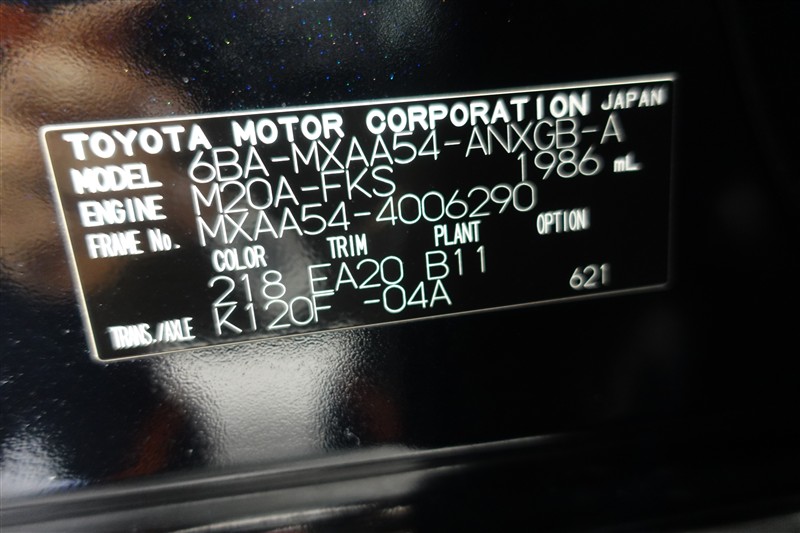 TOYOTA MOTOR CORPORATION JAPAN
MODEL 6BA-MXAA54-ANXGB-A
ENGINE M20A-FKS 1986 mL
FRAME No. MXAA54-4006290
COLOR TRIM PLANT OPTION
218 EA20 B11
TRANS./AXLE K120F -04A 621